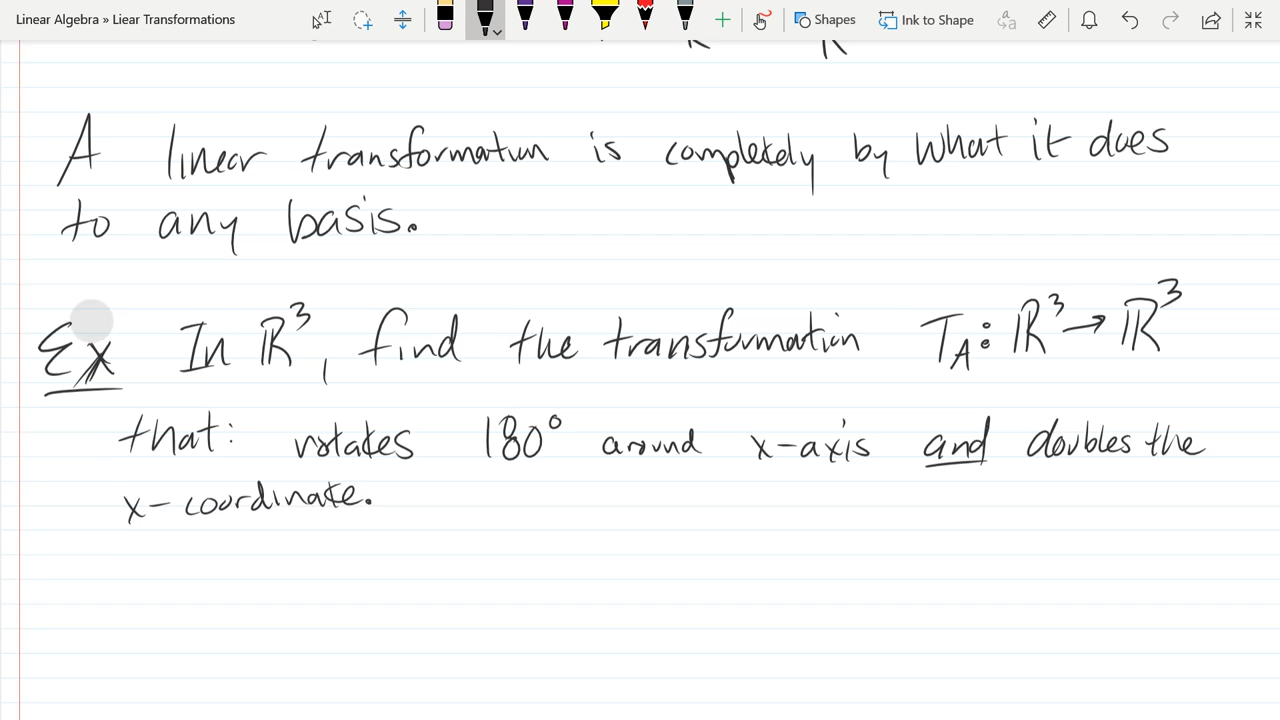 Linear Algebra » Liear Transformations
Shapes
Ink to Shape
A linear transformation is completely by what it does
to any basis.
Ex In ℝ³, find the transformation T_A: ℝ³ → ℝ³
that: rotates 180° around x-axis and doubles the
x-coordinate.